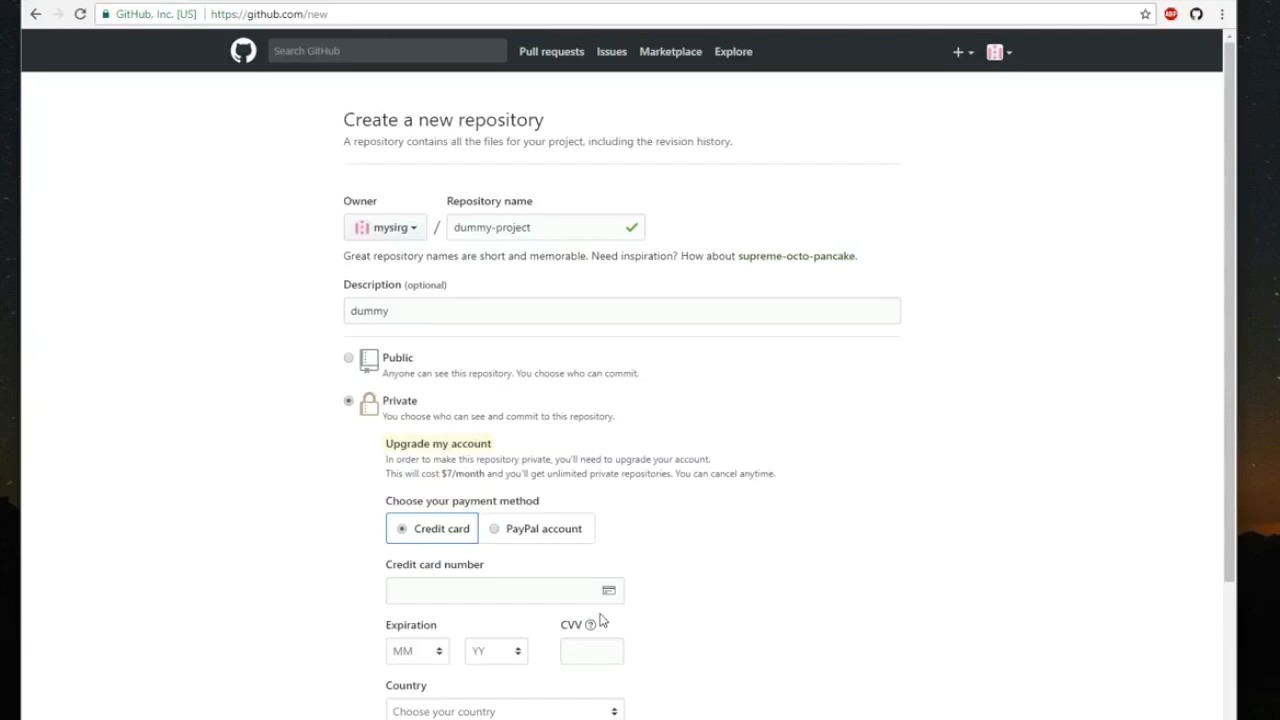 GitHub, Inc. [US] https://github.com/new
ABP
Search GitHub
Pull requests Issues Marketplace Explore
Create a new repository
A repository contains all the files for your project, including the revision history.
Owner Repository name
mysirg / dummy-project
Great repository names are short and memorable. Need inspiration? How about supreme-octo-pancake.
Description (optional)
dummy
Public
Anyone can see this repository. You choose who can commit.
Private
You choose who can see and commit to this repository.
Upgrade my account
In order to make this repository private, you'll need to upgrade your account.
This will cost $7/month and you'll get unlimited private repositories. You can cancel anytime.
Choose your payment method
Credit card PayPal account
Credit card number
Expiration CVV
MM YY
Country
Choose your country